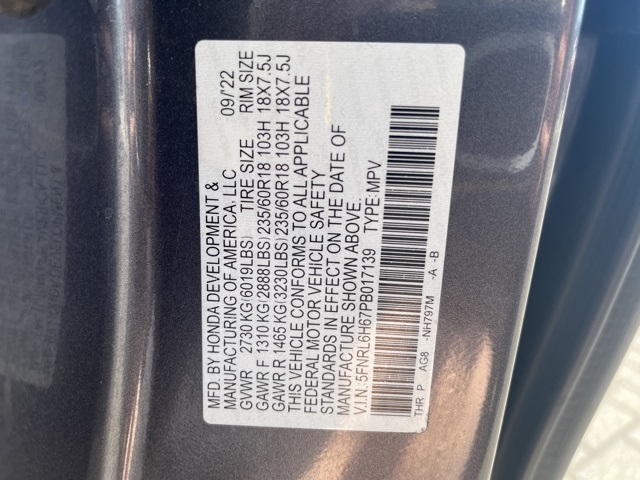 MFD. BY HONDA DEVELOPMENT & 09/22
MANUFACTURING OF AMERICA, LLC
GVWR 2730 KG(6019LBS) TIRE SIZE RIM SIZE
GAWR F 1310 KG(2888LBS) 235/60R18 103H 18X7.5J
GAWR R 1465 KG(3230LBS) 235/60R18 103H 18X7.5J
THIS VEHICLE CONFORMS TO ALL APPLICABLE
FEDERAL MOTOR VEHICLE SAFETY
STANDARDS IN EFFECT ON THE DATE OF
MANUFACTURE SHOWN ABOVE.
V.I.N.:5FNRL6H67PB017139 TYPE:MPV
THR P AG8 -NH797M -A -B